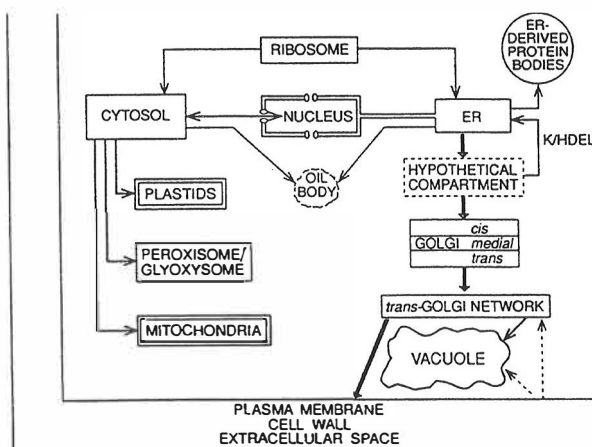 ER-
DERIVED
PROTEIN
BODIES
RIBOSOME
CYTOSOL
NUCLEUS
ER
K/HDEL
OIL
BODY
HYPOTHETICAL
COMPARTMENT
PLASTIDS
cis
GOLGI medial
trans
PEROXISOME/
GLYOXYSOME
trans-GOLGI NETWORK
MITOCHONDRIA
VACUOLE
PLASMA MEMBRANE
CELL WALL
EXTRACELLULAR SPACE